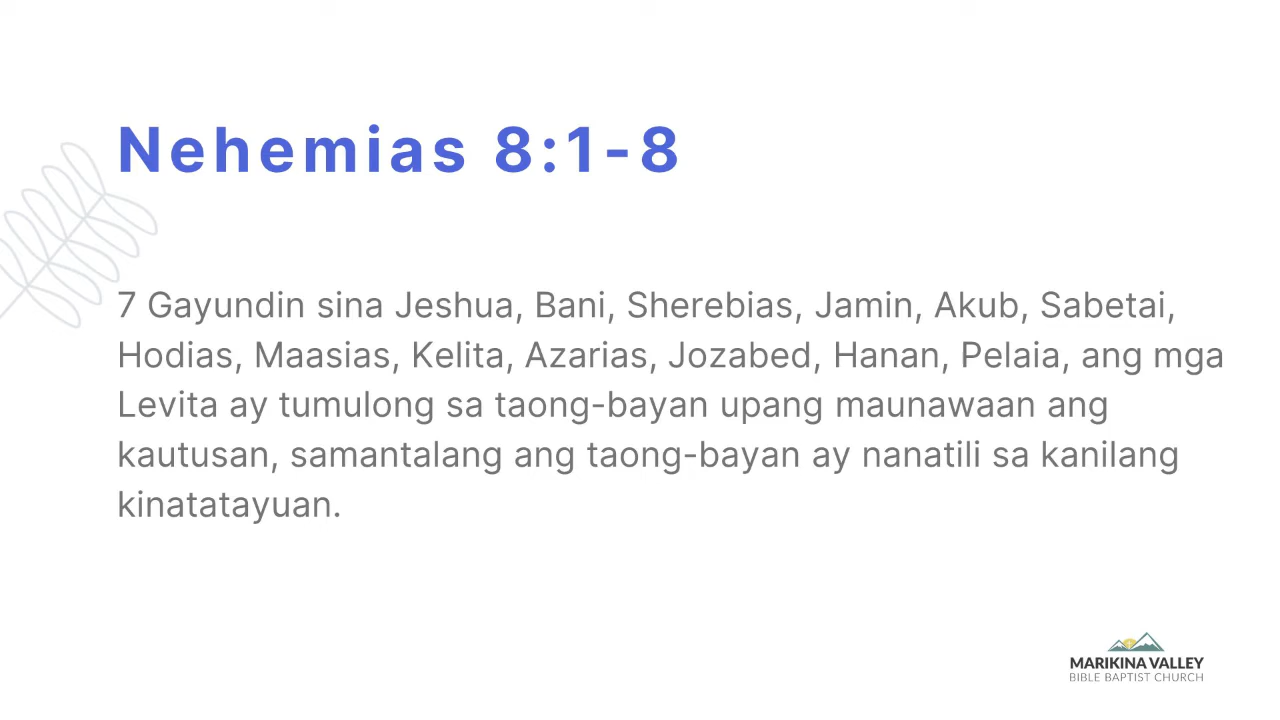 Nehemias 8:1-8
7 Gayundin sina Jeshua, Bani, Sherebias, Jamin, Akub, Sabetai,
Hodias, Maasias, Kelita, Azarias, Jozabed, Hanan, Pelaia, ang mga
Levita ay tumulong sa taong-bayan upang maunawaan ang
kautusan, samantalang ang taong-bayan ay nanatili sa kanilang
kinatatayuan.
MARIKINA VALLEY
BIBLE BAPTIST CHURCH